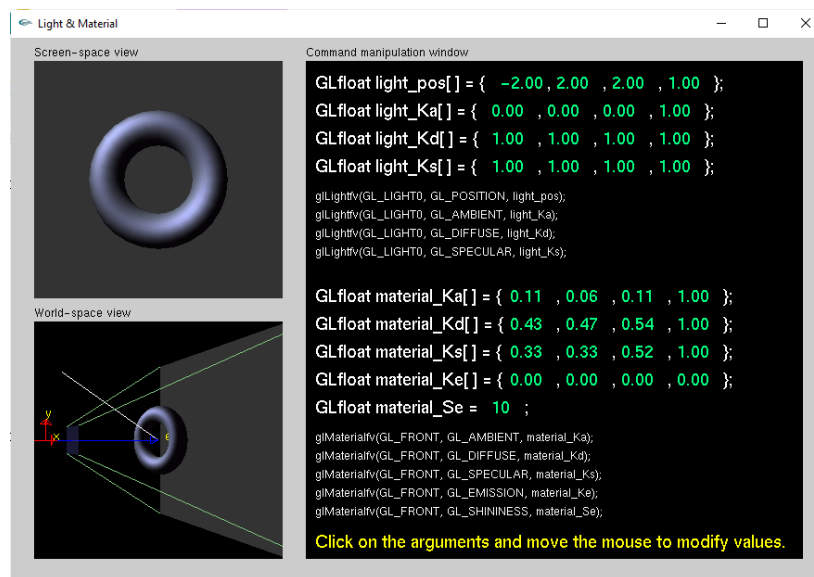 Light & Material
Screen-space view
Command manipulation window
GLfloat light_pos[ ] = { -2.00 , 2.00 , 2.00 , 1.00 };
GLfloat light_Ka[ ] = { 0.00 , 0.00 , 0.00 , 1.00 };
GLfloat light_Kd[ ] = { 1.00 , 1.00 , 1.00 , 1.00 };
GLfloat light_Ks[ ] = { 1.00 , 1.00 , 1.00 , 1.00 };
glLightfv(GL_LIGHT0, GL_POSITION, light_pos);
glLightfv(GL_LIGHT0, GL_AMBIENT, light_Ka);
glLightfv(GL_LIGHT0, GL_DIFFUSE, light_Kd);
glLightfv(GL_LIGHT0, GL_SPECULAR, light_Ks);
GLfloat material_Ka[ ] = { 0.11 , 0.06 , 0.11 , 1.00 };
GLfloat material_Kd[ ] = { 0.43 , 0.47 , 0.54 , 1.00 };
GLfloat material_Ks[ ] = { 0.33 , 0.33 , 0.52 , 1.00 };
GLfloat material_Ke[ ] = { 0.00 , 0.00 , 0.00 , 0.00 };
GLfloat material_Se = 10 ;
glMaterialfv(GL_FRONT, GL_AMBIENT, material_Ka);
glMaterialfv(GL_FRONT, GL_DIFFUSE, material_Kd);
glMaterialfv(GL_FRONT, GL_SPECULAR, material_Ks);
glMaterialfv(GL_FRONT, GL_EMISSION, material_Ke);
glMaterialfv(GL_FRONT, GL_SHININESS, material_Se);
Click on the arguments and move the mouse to modify values.
World-space view
y
x